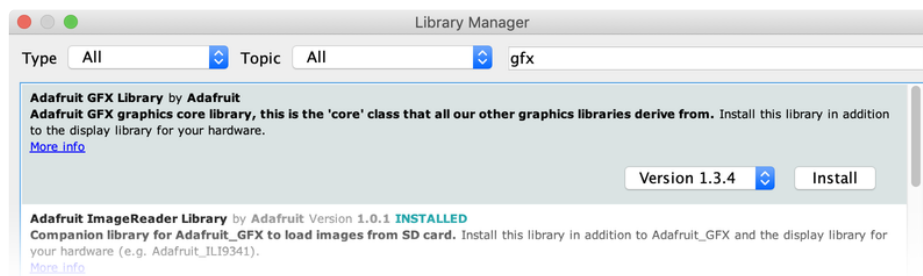 Library Manager
Type All Topic All gfx
Adafruit GFX Library by Adafruit
Adafruit GFX graphics core library, this is the 'core' class that all our other graphics libraries derive from. Install this library in addition
to the display library for your hardware.
More info
Version 1.3.4 Install
Adafruit ImageReader Library by Adafruit Version 1.0.1 INSTALLED
Companion library for Adafruit_GFX to load images from SD card. Install this library in addition to Adafruit_GFX and the display library for
your hardware (e.g. Adafruit_ILI9341).
More info